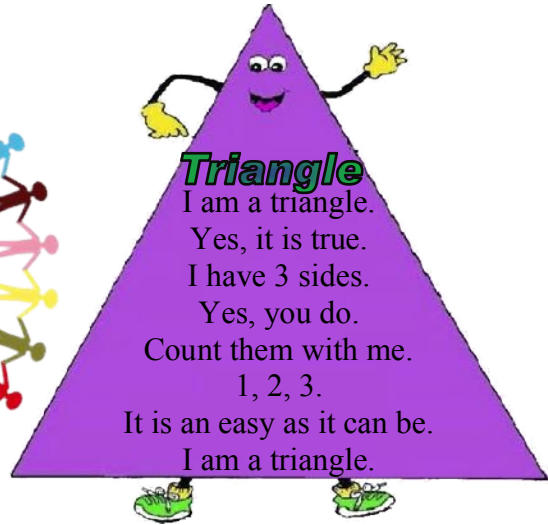 Triangle
I am a triangle.
Yes, it is true.
I have 3 sides.
Yes, you do.
Count them with me.
1, 2, 3.
It is an easy as it can be.
I am a triangle.